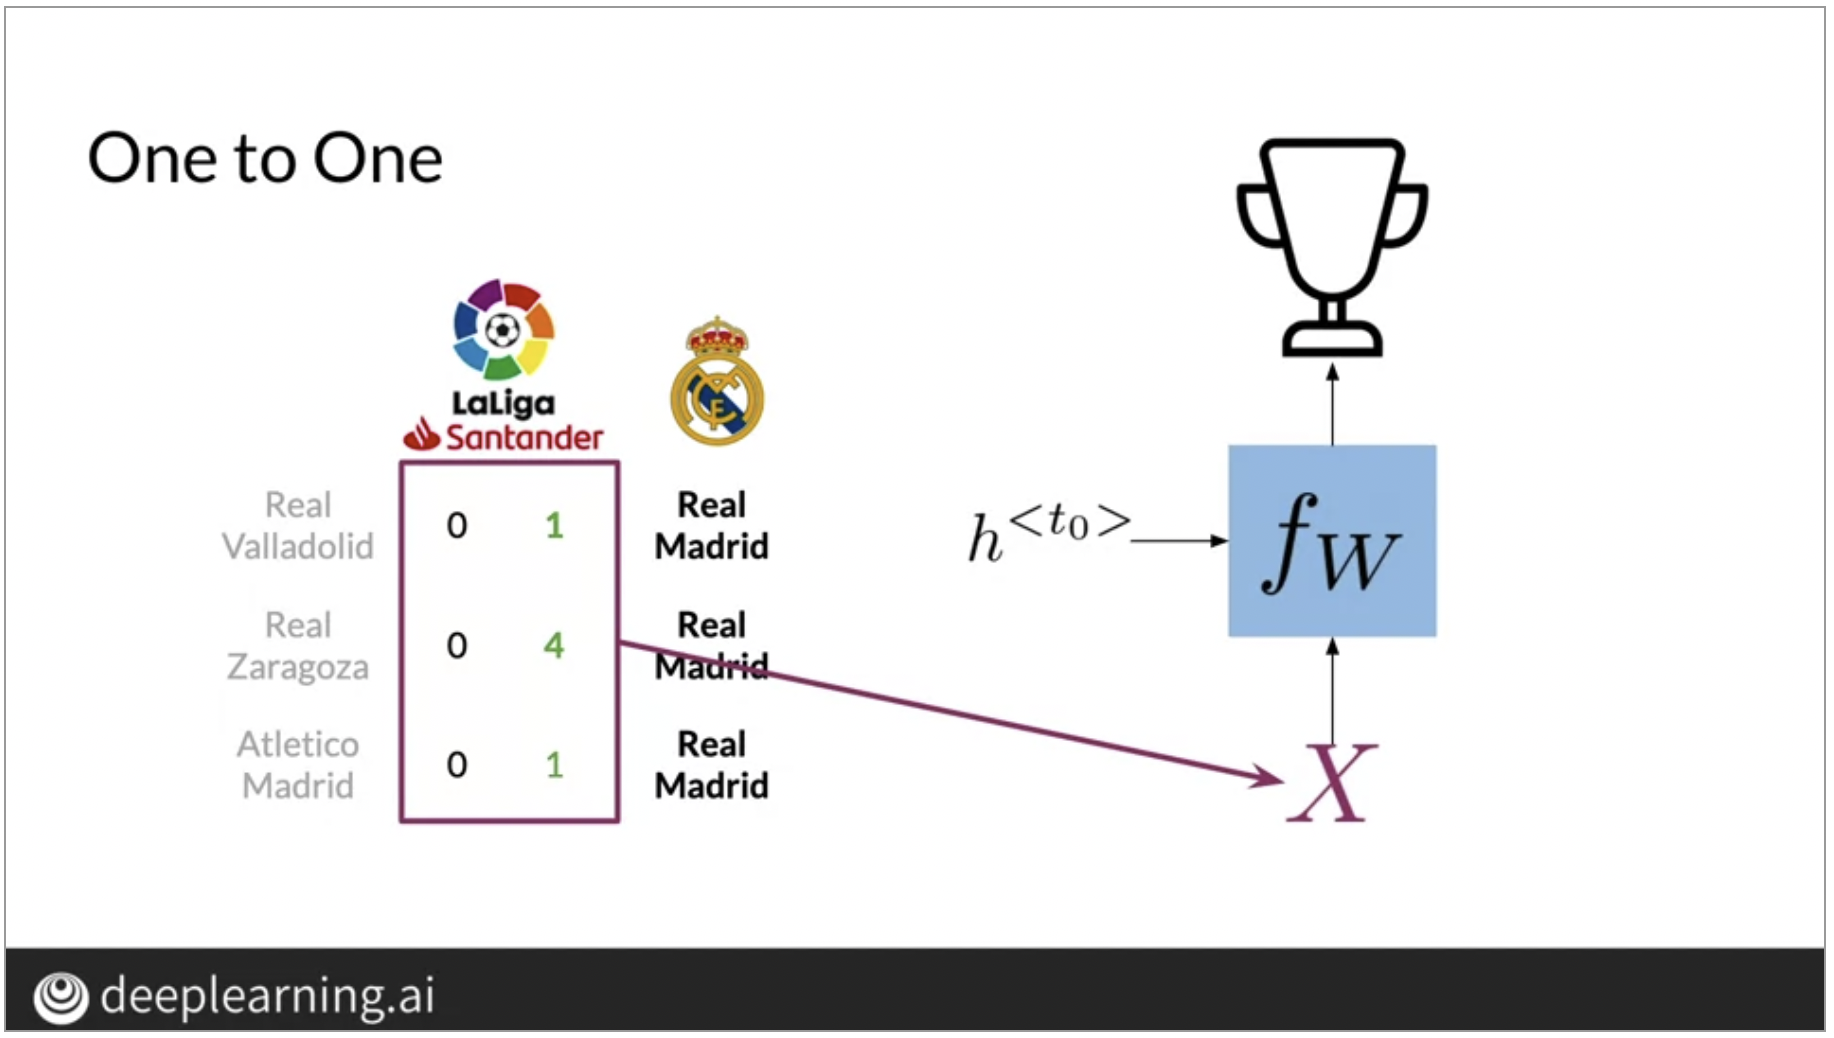 One to One
LaLiga
Santander
Real
Valladolid
0 1
Real
Madrid
Real
Zaragoza
0 4
Real
Madrid
Atletico
Madrid
0 1
Real
Madrid
h<t0>
fW
X
deeplearning.ai